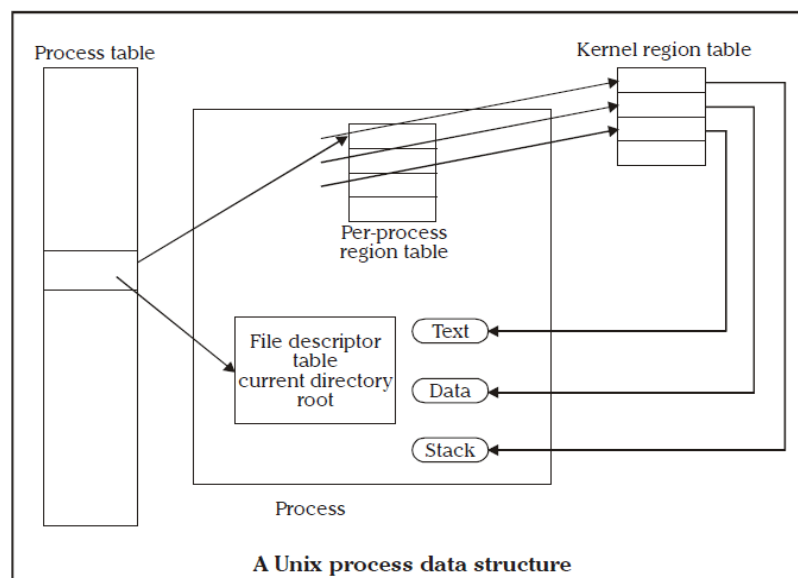 Process table
Kernel region table
Per-process
region table
File descriptor
table
current directory
root
Text
Data
Stack
Process
A Unix process data structure